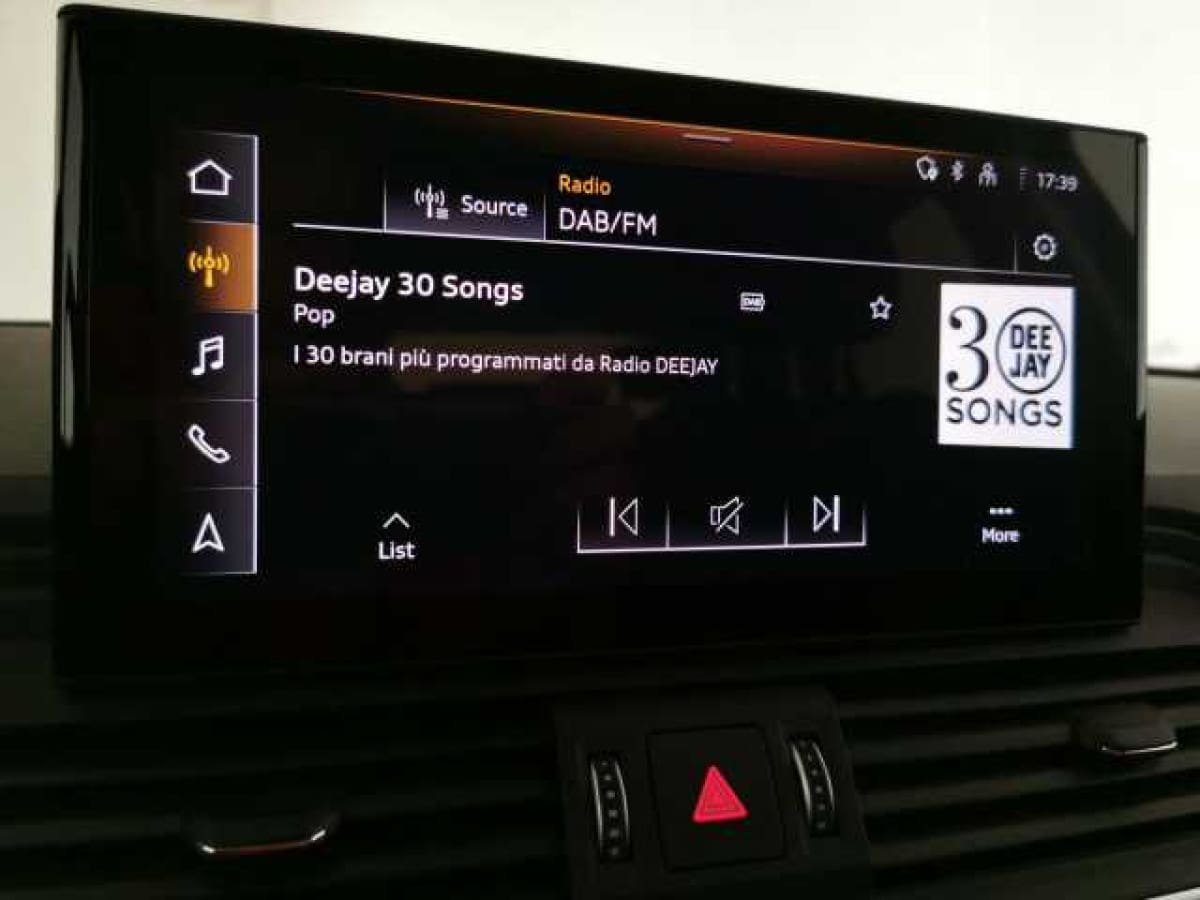 17:39
Radio
Source
DAB/FM
Deejay 30 Songs
DAB
Pop
I 30 brani più programmati da Radio DEEJAY
30 DEE
JAY
SONGS
List
More